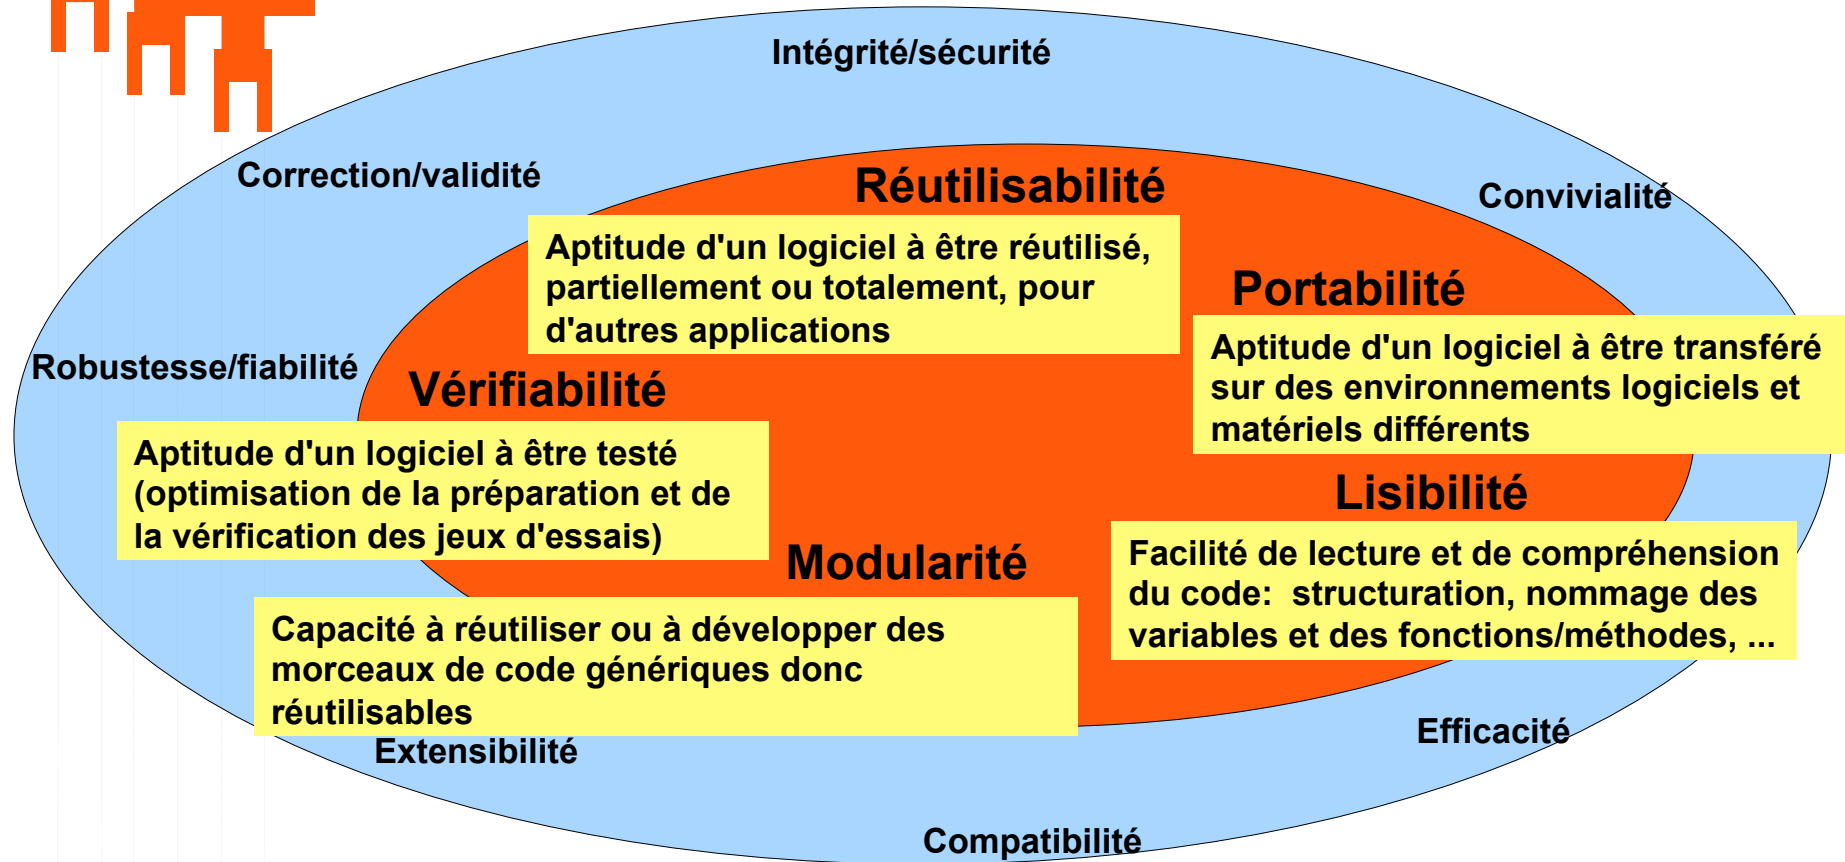 Intégrité/sécurité
Correction/validité
Réutilisabilité
Convivialité
Aptitude d'un logiciel à être réutilisé,
partiellement ou totalement, pour
d'autres applications
Portabilité
Aptitude d'un logiciel à être transféré
sur des environnements logiciels et
matériels différents
Robustesse/fiabilité
Vérifiabilité
Aptitude d'un logiciel à être testé
(optimisation de la préparation et de
la vérification des jeux d'essais)
Lisibilité
Facilité de lecture et de compréhension
du code:  structuration, nommage des
variables et des fonctions/méthodes, ...
Modularité
Capacité à réutiliser ou à développer des
morceaux de code génériques donc
réutilisables
Extensibilité
Efficacité
Compatibilité